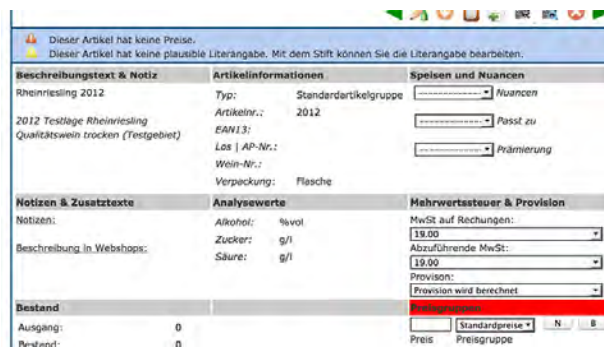 Dieser Artikel hat keine Preise.
Dieser Artikel hat keine plausible Literangabe. Mit dem Stift können Sie die Literangabe bearbeiten.
Beschreibungstext & Notiz
Rheinriesling 2012
2012 Testlage Rheinriesling
Qualitätswein trocken (Testgebiet)
Artikelinformationen
Typ: Standardartikelgruppe
Artikelnr.: 2012
EAN13:
Los | AP-Nr.:
Wein-Nr.:
Verpackung: Flasche
Speisen und Nuancen
---------------- Nuancen
---------------- Passt zu
---------------- Prämierung
Notizen & Zusatztexte
Notizen:
Beschreibung in Webshops:
Analysewerte
Alkohol: %vol
Zucker: g/l
Säure: g/l
Mehrwertssteuer & Provision
MwSt auf Rechungen:
19.00
Abzuführende MwSt:
19.00
Provison:
Provision wird berechnet
Bestand
Ausgang: 0
Bestand: 0
Preisgruppen
Standardpreise N B
Preis Preisgruppe